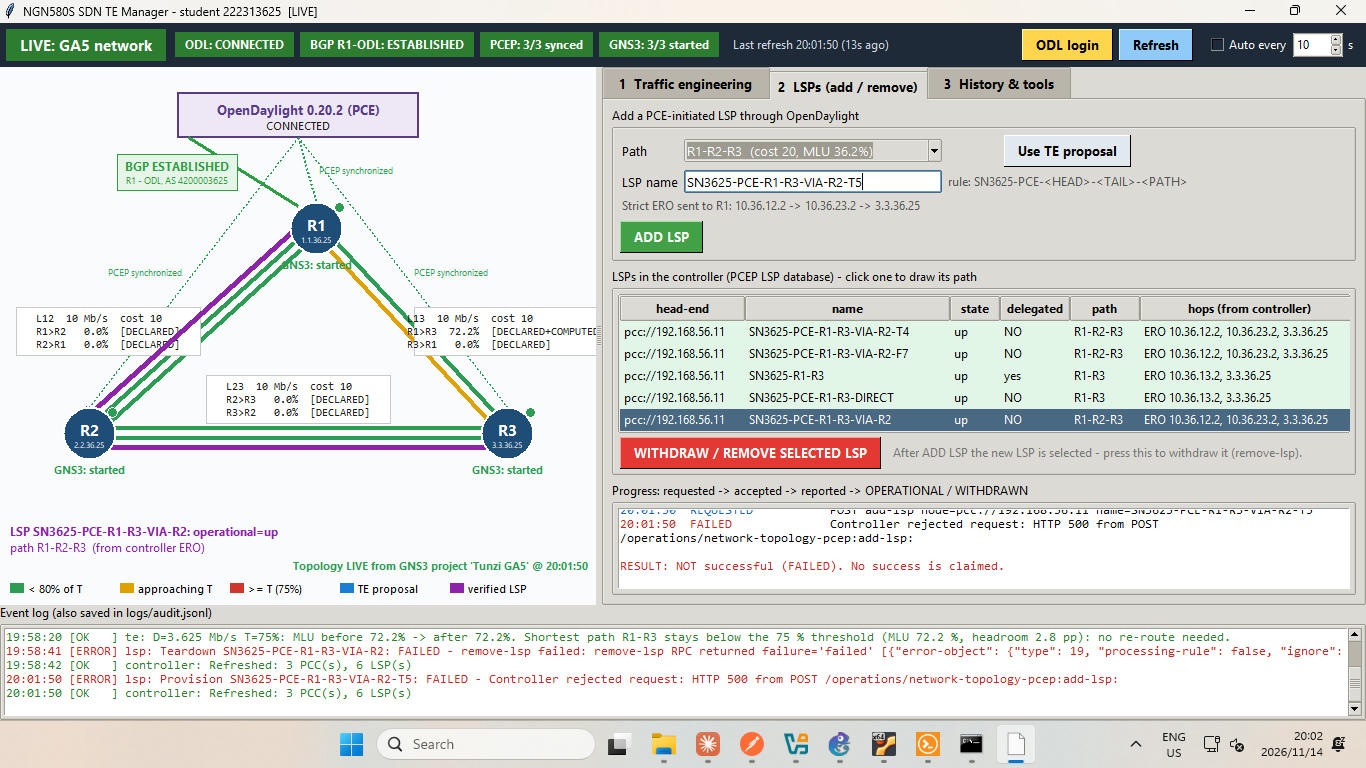 NGN580S SDN TE Manager - student 222313625 [LIVE]
LIVE: GA5 network
ODL: CONNECTED
BGP R1-ODL: ESTABLISHED
PCEP: 3/3 synced
GNS3: 3/3 started
Last refresh 20:01:50 (13s ago)
ODL login
Refresh
Auto every 10 s
OpenDaylight 0.20.2 (PCE)
CONNECTED
BGP ESTABLISHED
R1 - ODL, AS 4200003625
PCEP synchronized
R1
1.1.36.25
GNS3: started
PCEP synchronized
PCEP synchronized
L12 10 Mb/s cost 10
R1>R2 0.0% [DECLARED]
R2>R1 0.0% [DECLARED]
L13 10 Mb/s cost 10
R1>R3 72.2% [DECLARED+COMPUTED
R3>R1 0.0% [DECLARED]
L23 10 Mb/s cost 10
R2>R3 0.0% [DECLARED]
R3>R2 0.0% [DECLARED]
R2
2.2.36.25
GNS3: started
R3
3.3.36.25
GNS3: started
LSP SN3625-PCE-R1-R3-VIA-R2: operational=up
path R1-R2-R3 (from controller ERO)
Topology LIVE from GNS3 project 'Tunzi GA5' @ 20:01:50
< 80% of T
approaching T
>= T (75%)
TE proposal
verified LSP
1 Traffic engineering
2 LSPs (add / remove)
3 History & tools
Add a PCE-initiated LSP through OpenDaylight
Path
R1-R2-R3 (cost 20, MLU 36.2%)
Use TE proposal
LSP name
SN3625-PCE-R1-R3-VIA-R2-T5
rule: SN3625-PCE-<HEAD>-<TAIL>-<PATH>
Strict ERO sent to R1: 10.36.12.2 -> 10.36.23.2 -> 3.3.36.25
ADD LSP
LSPs in the controller (PCEP LSP database) - click one to draw its path
head-end name state delegated path hops (from controller)
pcc://192.168.56.11 SN3625-PCE-R1-R3-VIA-R2-T4 up NO R1-R2-R3 ERO 10.36.12.2, 10.36.23.2, 3.3.36.25
pcc://192.168.56.11 SN3625-PCE-R1-R3-VIA-R2-F7 up NO R1-R2-R3 ERO 10.36.12.2, 10.36.23.2, 3.3.36.25
pcc://192.168.56.11 SN3625-R1-R3 up yes R1-R3 ERO 10.36.13.2, 3.3.36.25
pcc://192.168.56.11 SN3625-PCE-R1-R3-DIRECT up NO R1-R3 ERO 10.36.13.2, 3.3.36.25
pcc://192.168.56.11 SN3625-PCE-R1-R3-VIA-R2 up NO R1-R2-R3 ERO 10.36.12.2, 10.36.23.2, 3.3.36.25
WITHDRAW / REMOVE SELECTED LSP
After ADD LSP the new LSP is selected - press this to withdraw it (remove-lsp).
Progress: requested -> accepted -> reported -> OPERATIONAL / WITHDRAWN
20:01:50 REQUESTED POST add-lsp node=pcc://192.168.56.11 name=SN3625-PCE-R1-R3-VIA-R2-T5
20:01:50 FAILED Controller rejected request: HTTP 500 from POST
/operations/network-topology-pcep:add-lsp:
RESULT: NOT successful (FAILED). No success is claimed.
Event log (also saved in logs/audit.jsonl)
19:58:20 [OK ] te: D=3.625 Mb/s T=75%: MLU before 72.2% -> after 72.2%. Shortest path R1-R3 stays below the 75 % threshold (MLU 72.2 %, headroom 2.8 pp): no re-route needed.
19:58:41 [ERROR] lsp: Teardown SN3625-PCE-R1-R3-VIA-R2: FAILED - remove-lsp failed: remove-lsp RPC returned failure='failed' [{"error-object": {"type": 19, "processing-rule": false, "ignore":
19:58:42 [OK ] controller: Refreshed: 3 PCC(s), 6 LSP(s)
20:01:50 [ERROR] lsp: Provision SN3625-PCE-R1-R3-VIA-R2-T5: FAILED - Controller rejected request: HTTP 500 from POST /operations/network-topology-pcep:add-lsp:
20:01:50 [OK ] controller: Refreshed: 3 PCC(s), 6 LSP(s)
Search
ENG
US
20:02
2026/11/14